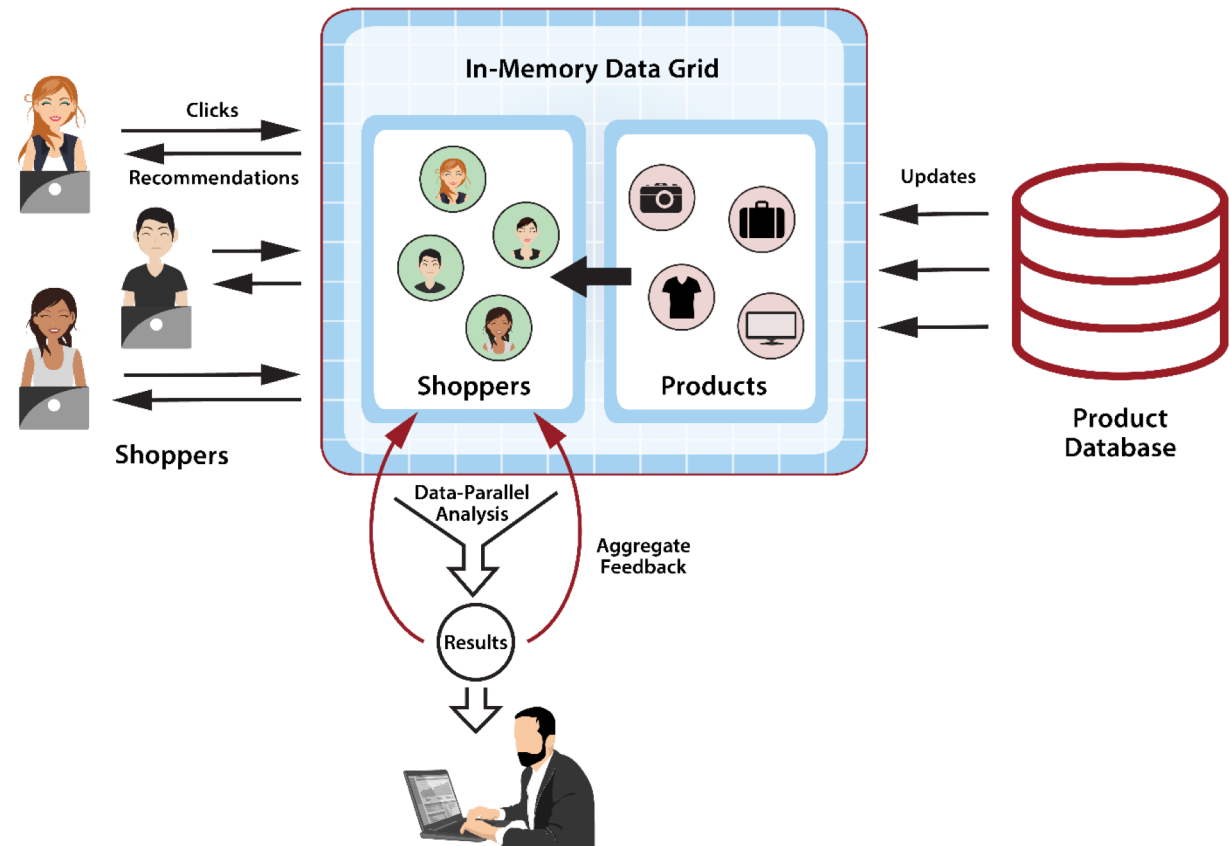 In-Memory Data Grid
Clicks
Recommendations
Shoppers
Shoppers
Products
Updates
Product
Database
Data-Parallel
Analysis
Aggregate
Feedback
Results